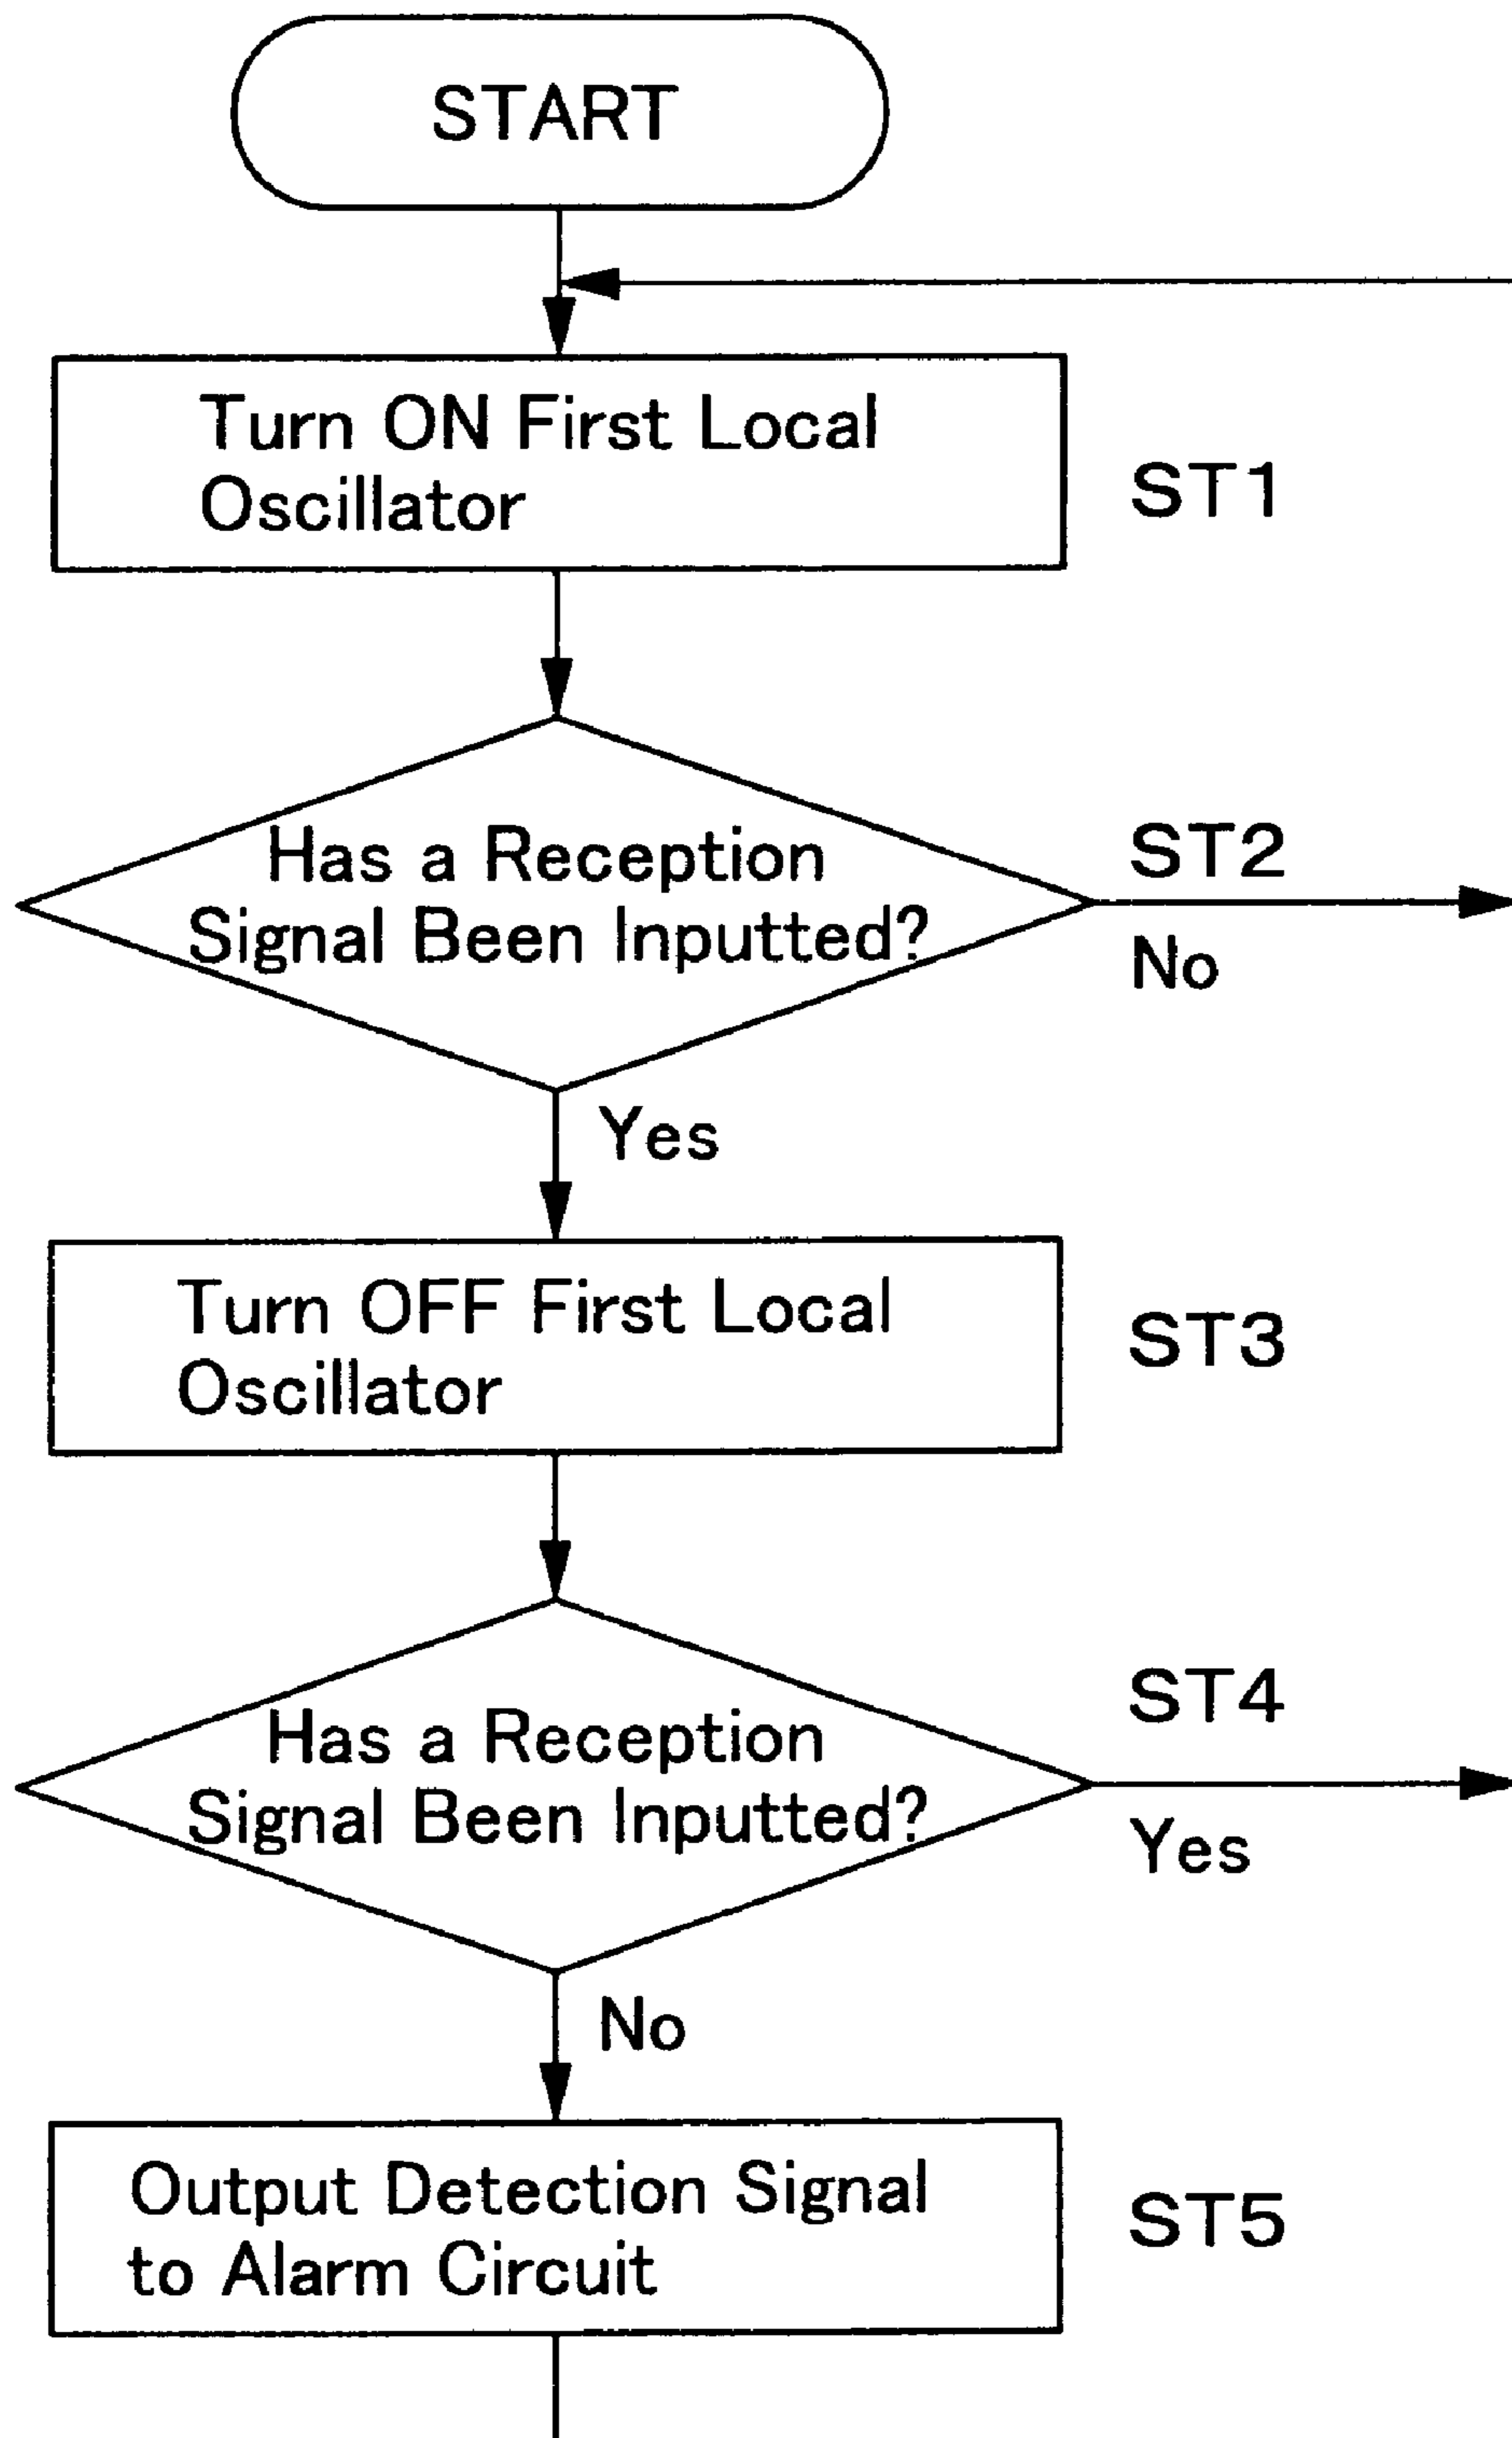 START
Turn ON First Local
Oscillator
ST1
Has a Reception
Signal Been Inputted?
ST2
No
Yes
Turn OFF First Local
Oscillator
ST3
Has a Reception
Signal Been Inputted?
ST4
Yes
No
Output Detection Signal
to Alarm Circuit
ST5